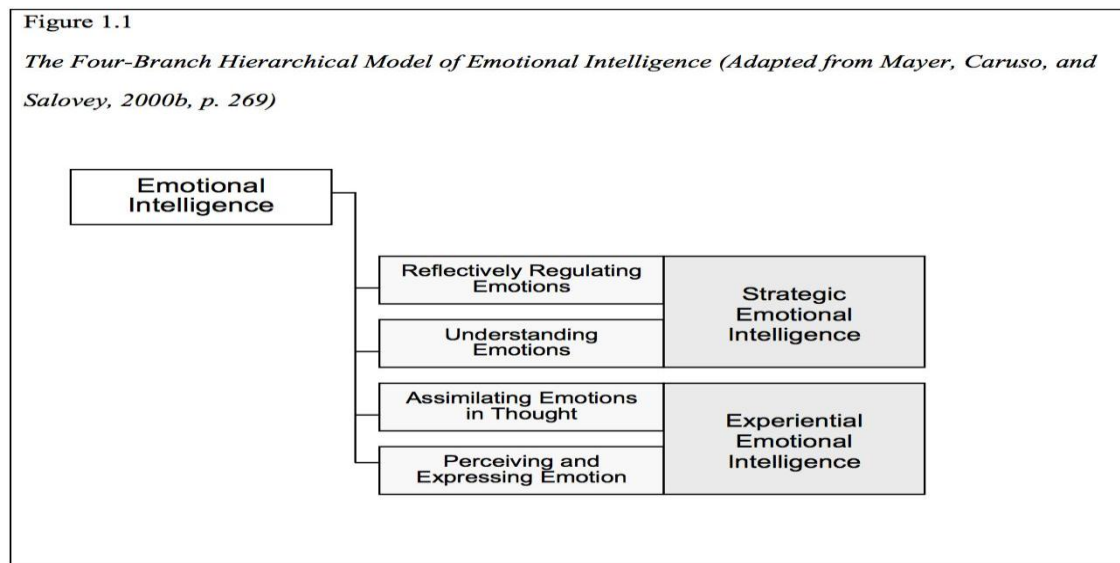 Figure 1.1
The Four-Branch Hierarchical Model of Emotional Intelligence (Adapted from Mayer, Caruso, and
Salovey, 2000b, p. 269)
Emotional
Intelligence
Reflectively Regulating
Emotions
Understanding
Emotions
Strategic
Emotional
Intelligence
Assimilating Emotions
in Thought
Perceiving and
Expressing Emotion
Experiential
Emotional
Intelligence